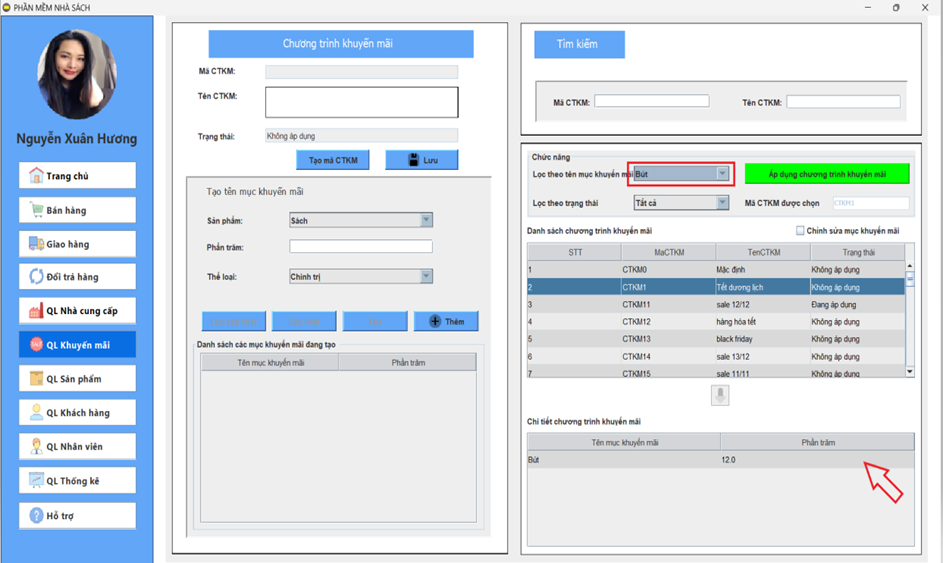 PHẦN MỀM NHÀ SÁCH
Nguyễn Xuân Hương
Trang chủ
Bán hàng
Giao hàng
Đổi trả hàng
QL Nhà cung cấp
QL Khuyến mãi
QL Sản phẩm
QL Khách hàng
QL Nhân viên
QL Thống kê
Hỗ trợ
Chương trình khuyến mãi
Mã CTKM:
Tên CTKM:
Trạng thái: Không áp dụng
Tạo mã CTKM Lưu
Tạo tên mục khuyến mãi
Sản phẩm: Sách
Phần trăm:
Thể loại: Chính trị
Thêm
Danh sách các mục khuyến mãi đang tạo
Tên mục khuyến mãi Phần trăm
Tìm kiếm
Mã CTKM: Tên CTKM:
Chức năng
Lọc theo tên mục khuyến mãi Bút Áp dụng chương trình khuyến mãi
Lọc theo trạng thái Tất cả Mã CTKM được chọn CTKM1
Danh sách chương trình khuyến mãi Chỉnh sửa mục khuyến mãi
STT MaCTKM TenCTKM Trạng thái
1 CTKM0 Mặc định Không áp dụng
2 CTKM1 Tết dương lịch Không áp dụng
3 CTKM11 sale 12/12 Đang áp dụng
4 CTKM12 hàng hóa tết Không áp dụng
5 CTKM13 black friday Không áp dụng
6 CTKM14 sale 13/12 Không áp dụng
7 CTKM15 sale 11/11 Không áp dụng
Chi tiết chương trình khuyến mãi
Tên mục khuyến mãi Phần trăm
Bút 12.0